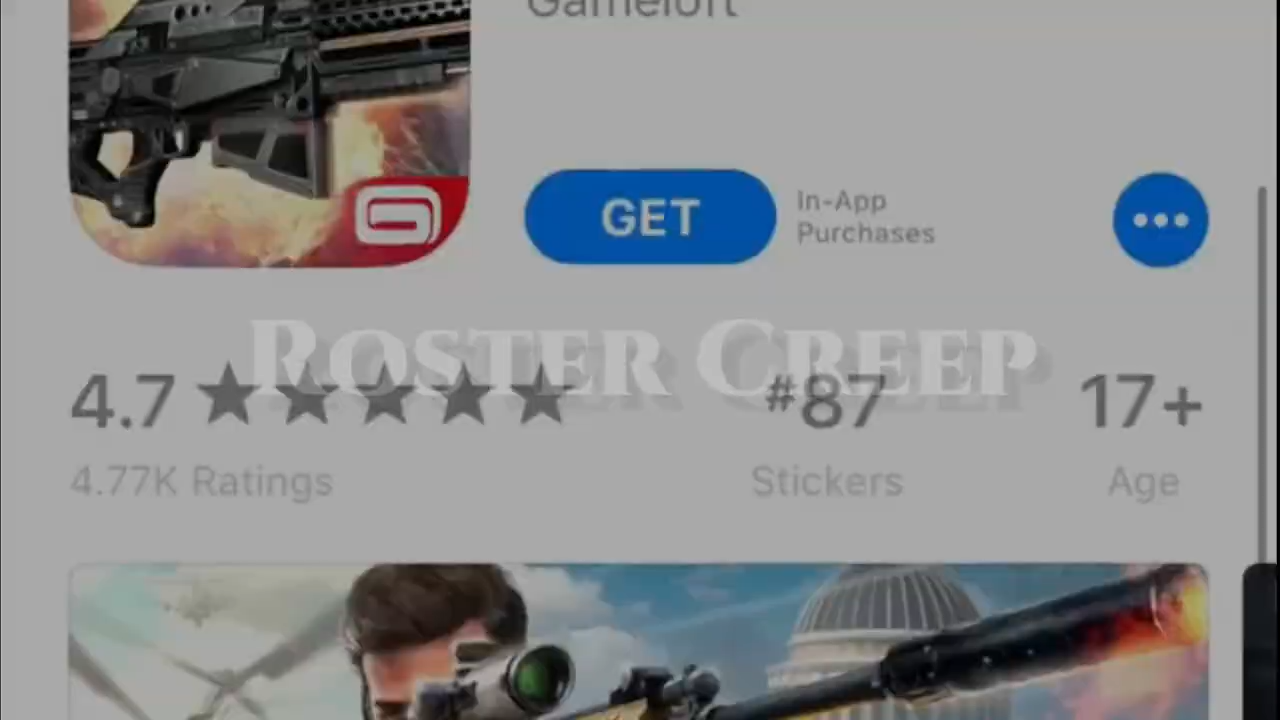 Gameloft
GET
In-App
Purchases
ROSTER CREEP
4.7 ★★★★★
#87
17+
4.77K Ratings
Stickers
Age